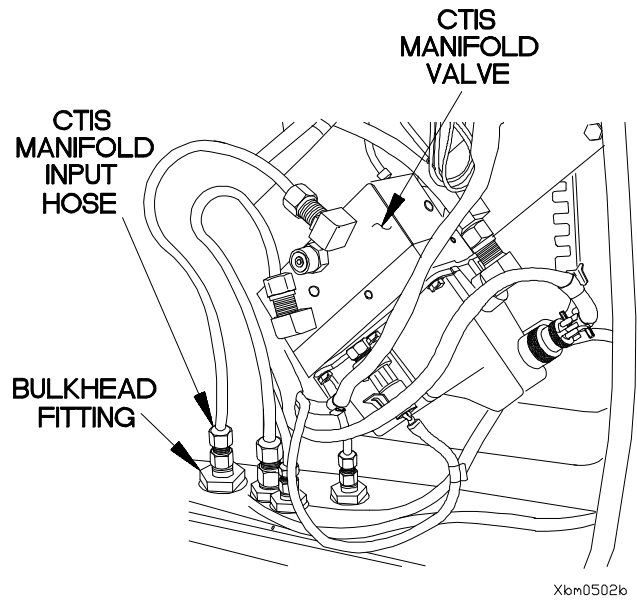 CTIS
MANIFOLD
VALVE
CTIS
MANIFOLD
INPUT
HOSE
BULKHEAD
FITTING
Xbm0502b